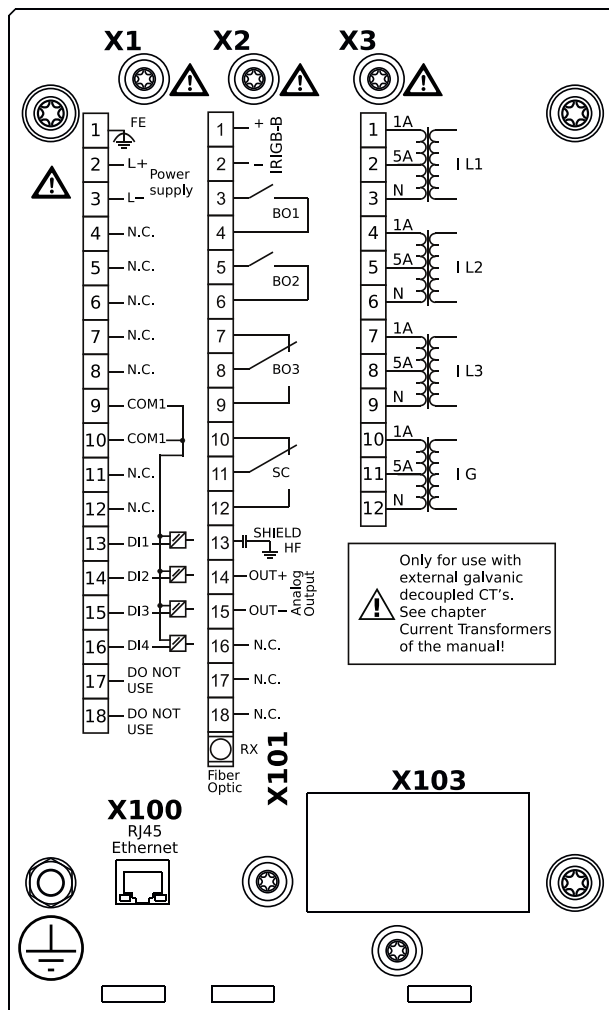 X1
X2
X3
1
FE
2
L+
Power
supply
3
L−
4
N.C.
5
N.C.
6
N.C.
7
N.C.
8
N.C.
9
COM1
10
COM1
11
N.C.
12
N.C.
13
DI1
14
DI2
15
DI3
16
DI4
17
DO NOT
USE
18
DO NOT
USE
1
+
2
−
IRIGB-B
3
BO1
4
5
BO2
6
7
8
BO3
9
10
11
SC
12
13
SHIELD
HF
14
OUT+
15
OUT−
Analog
Output
16
N.C.
17
N.C.
18
N.C.
RX
Fiber
Optic
X101
1
1A
2
5A
I L1
3
N
4
1A
5
5A
I L2
6
N
7
1A
8
5A
I L3
9
N
10
1A
11
5A
I G
12
N
Only for use with
external galvanic
decoupled CT's.
See chapter
Current Transformers
of the manual!
X100
RJ45
Ethernet
X103